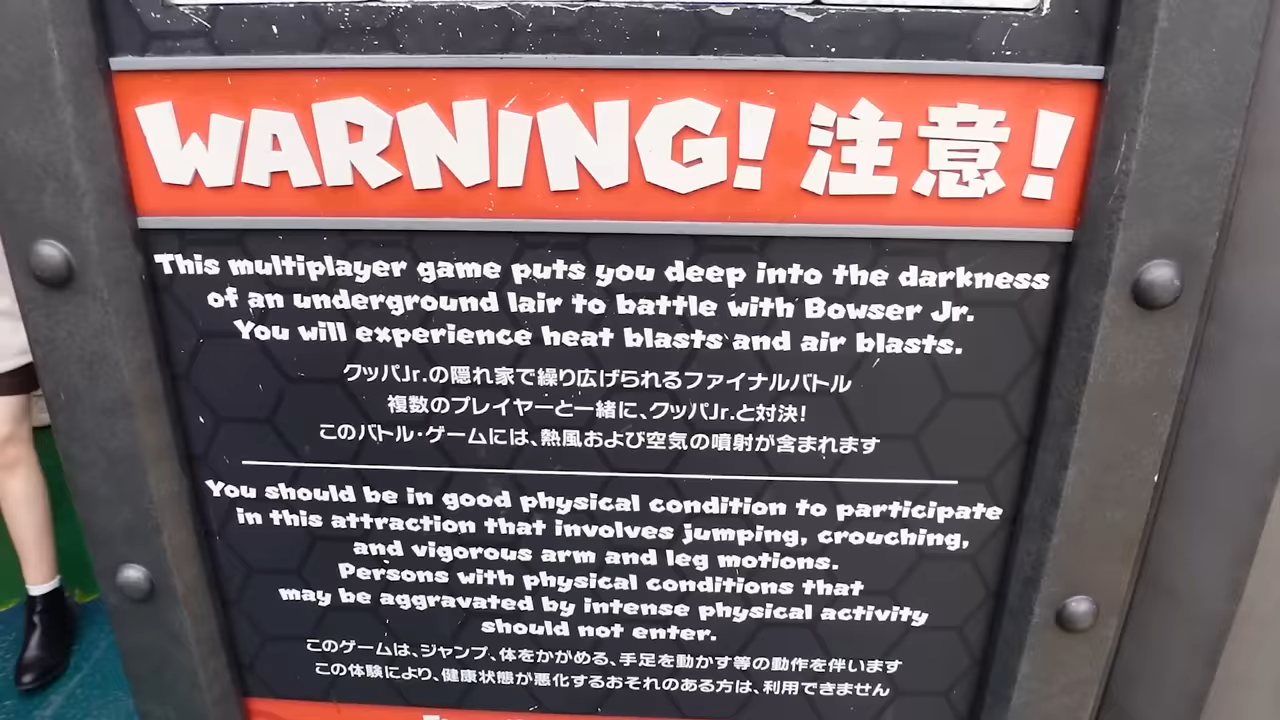 WARNING! 注意!
This multiplayer game puts you deep into the darkness
of an underground lair to battle with Bowser Jr.
You will experience heat blasts and air blasts.
クッパJr.の隠れ家で繰り広げられるファイナルバトル
複数のプレイヤーと一緒に、クッパJr.と対決!
このバトル・ゲームには、熱風および空気の噴射が含まれます
You should be in good physical condition to participate
in this attraction that involves jumping, crouching,
and vigorous arm and leg motions.
Persons with physical conditions that
may be aggravated by intense physical activity
should not enter.
このゲームは、ジャンプ、体をかがめる、手足を動かす等の動作を伴います
この体験により、健康状態が悪化するおそれのある方は、利用できません